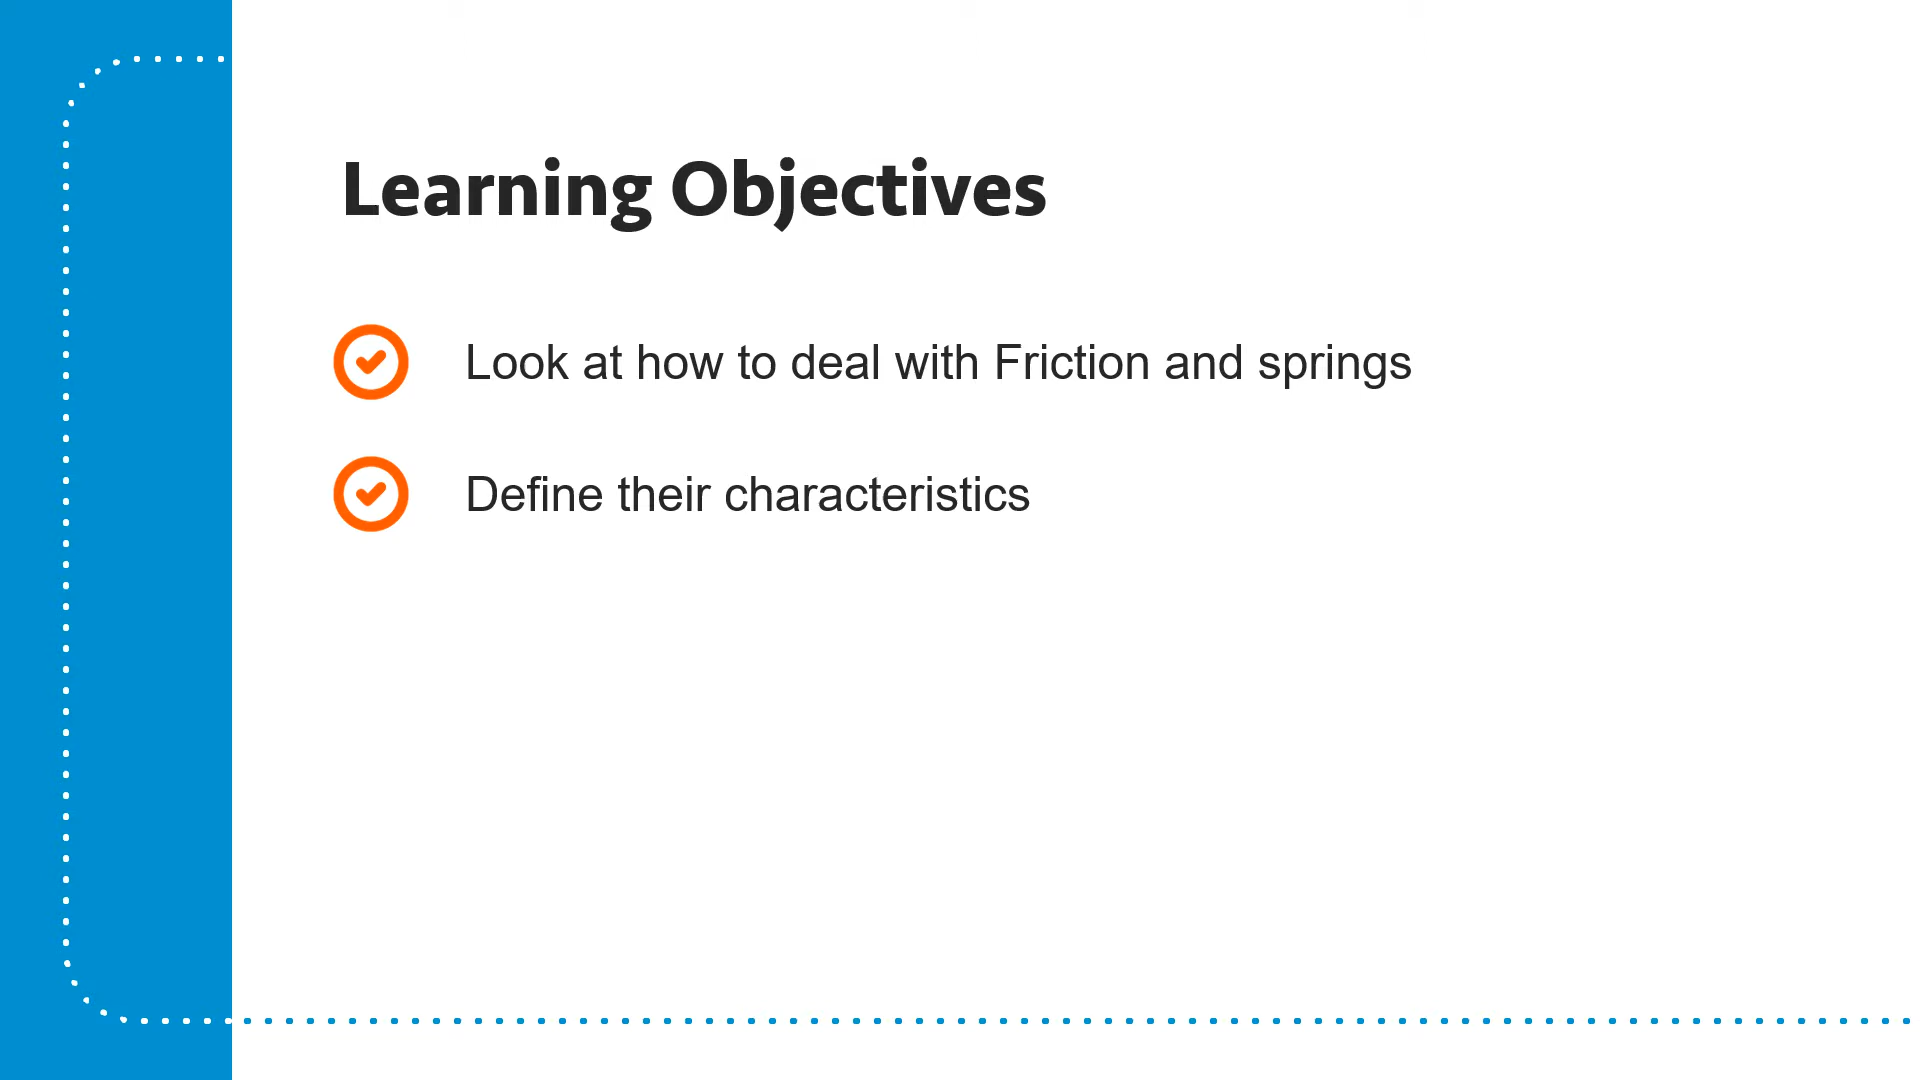 Learning Objectives
Look at how to deal with Friction and springs
Define their characteristics